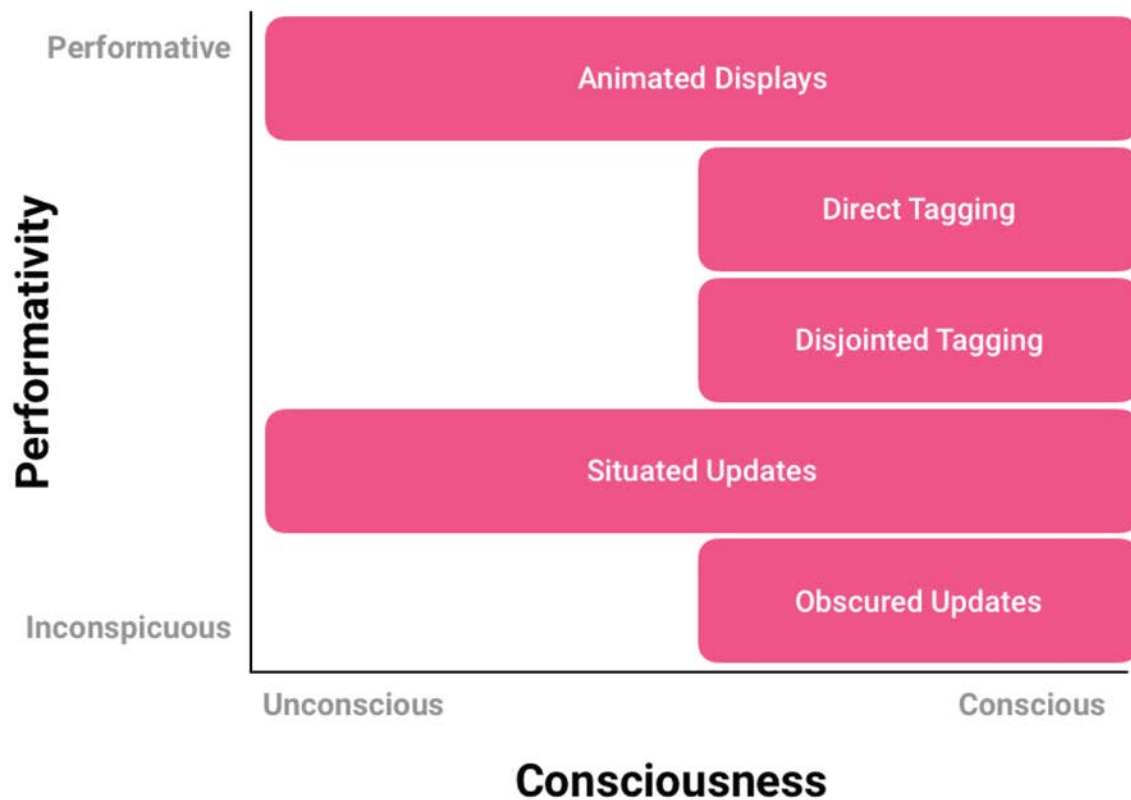 Performative
Animated Displays
Direct Tagging
Performativity
Disjointed Tagging
Situated Updates
Obscured Updates
Inconspicuous
Unconscious
Conscious
Consciousness